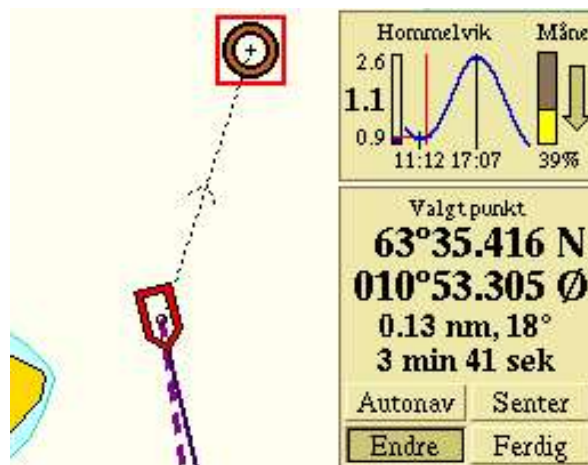 Hommelvik Måne
2.6
1.1
0.9
11:12 17:07 39%
Valgt punkt
63°35.416 N
010°53.305 Ø
0.13 nm, 18°
3 min 41 sek
Autonav Senter
Endre Ferdig